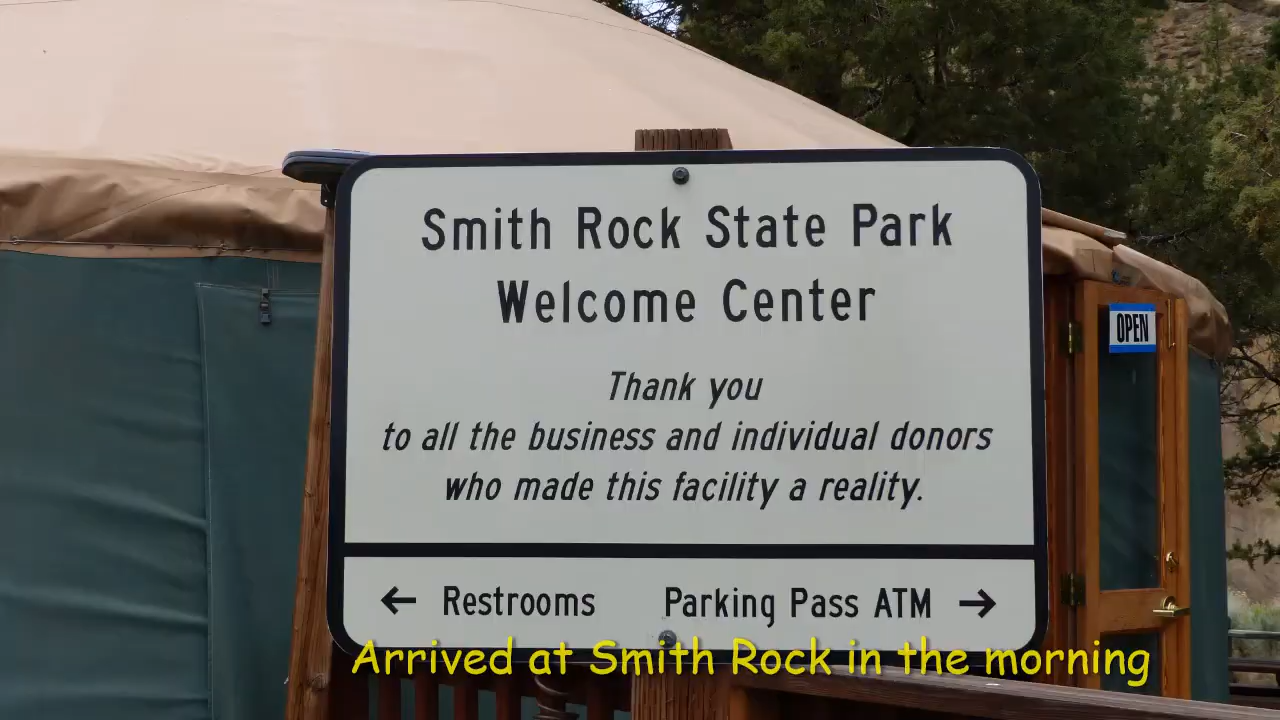 Smith Rock State Park
Welcome Center
Thank you
to all the business and individual donors
who made this facility a reality.
← Restrooms Parking Pass ATM →
OPEN
Arrived at Smith Rock in the morning